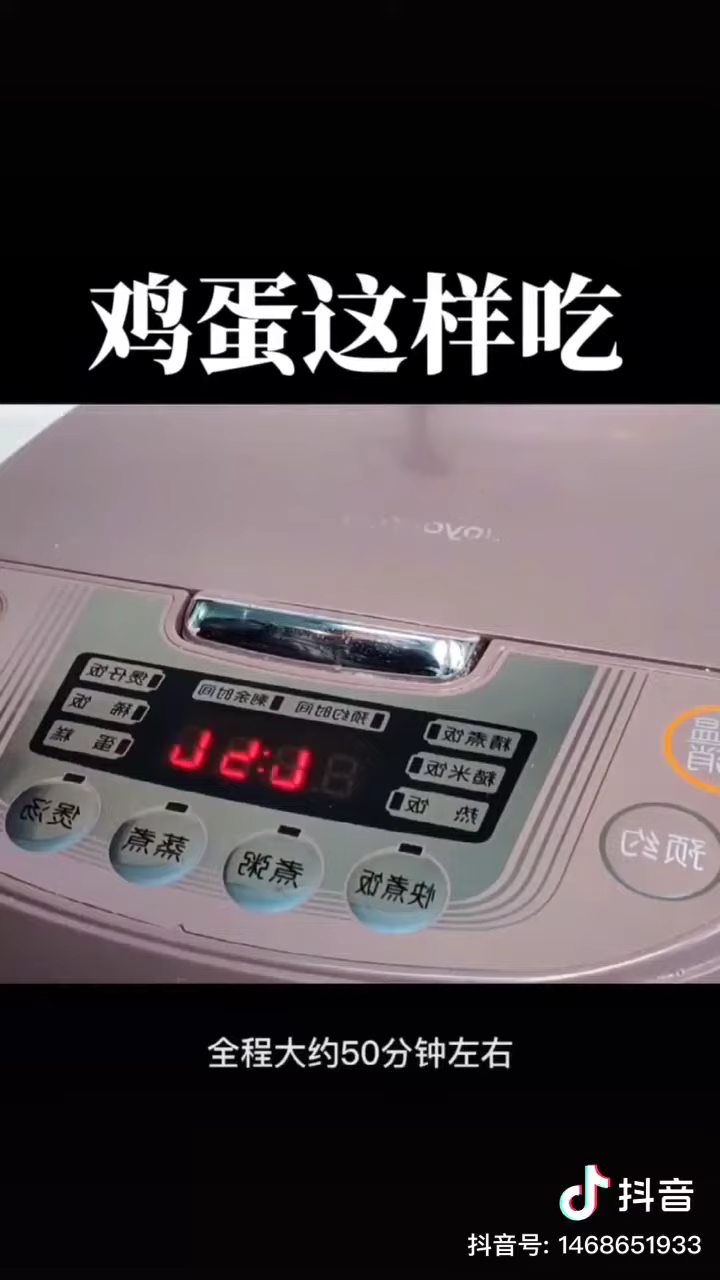 鸡蛋这样吃
oyo
煲仔饭
稀饭
蛋糕
剩余时间
预约时间
精煮饭
糙米饭
热饭
煲汤
蒸煮
煮粥
快煮饭
预约
全程大约50分钟左右
抖音
抖音号: 1468651933